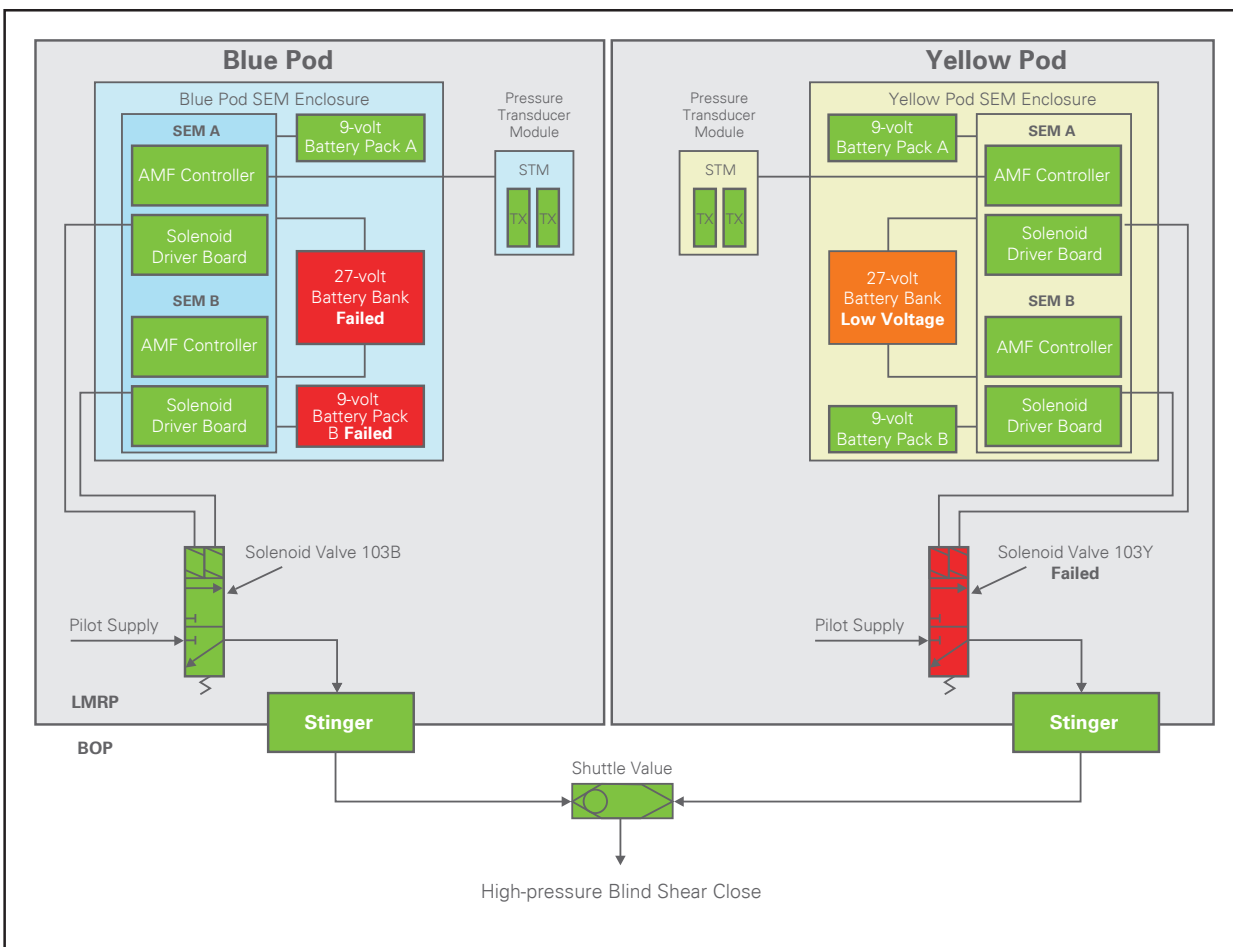 Blue Pod
Blue Pod SEM Enclosure
SEM A
9-volt
Battery Pack A
AMF Controller
Solenoid
Driver Board
27-volt
Battery Bank
Failed
SEM B
AMF Controller
Solenoid
Driver Board
9-volt
Battery Pack
B Failed
Pressure
Transducer
Module
STM
TX
TX
Solenoid Valve 103B
Pilot Supply
LMRP
Stinger
BOP
Yellow Pod
Pressure
Transducer
Module
STM
TX
TX
Yellow Pod SEM Enclosure
9-volt
Battery Pack A
SEM A
AMF Controller
Solenoid
Driver Board
27-volt
Battery Bank
Low Voltage
SEM B
AMF Controller
Solenoid
Driver Board
9-volt
Battery Pack B
Solenoid Valve 103Y
Failed
Pilot Supply
Stinger
Shuttle Value
High-pressure Blind Shear Close